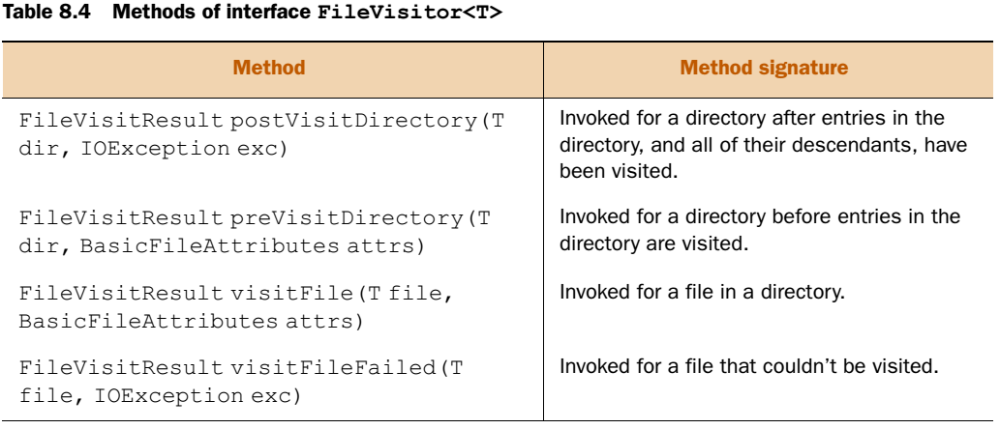 Table 8.4 Methods of interface FileVisitor<T>
Method
Method signature
FileVisitResult postVisitDirectory(T
dir, IOException exc)
Invoked for a directory after entries in the
directory, and all of their descendants, have
been visited.
FileVisitResult preVisitDirectory(T
dir, BasicFileAttributes attrs)
Invoked for a directory before entries in the
directory are visited.
FileVisitResult visitFile(T file,
BasicFileAttributes attrs)
Invoked for a file in a directory.
FileVisitResult visitFileFailed(T
file, IOException exc)
Invoked for a file that couldn’t be visited.